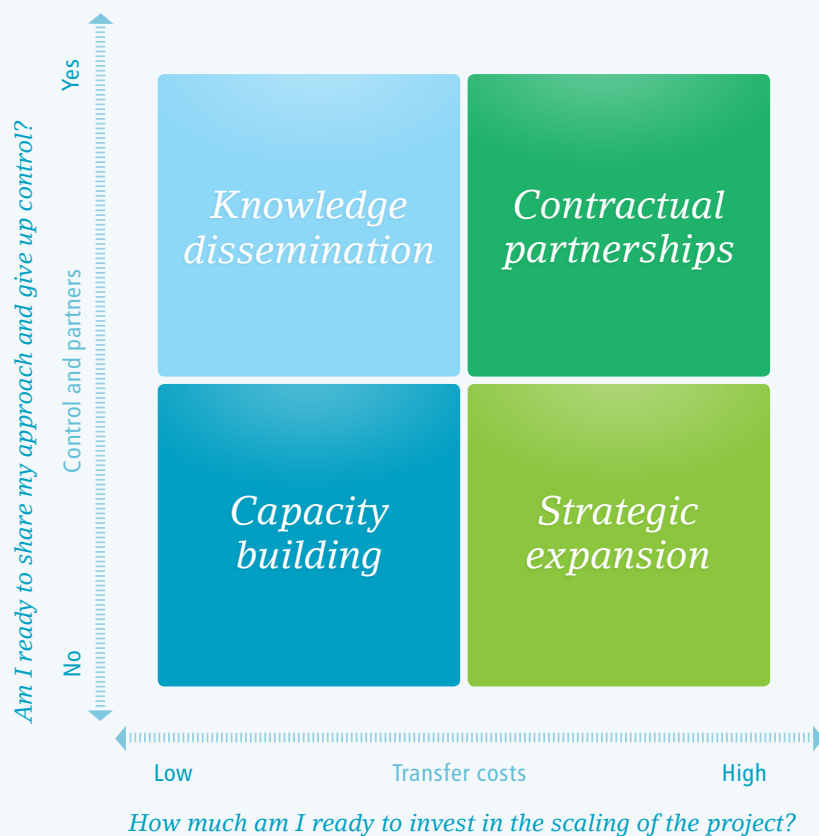 Am I ready to share my approach and give up control?
Yes
Control and partners
No
Knowledge
dissemination
Contractual
partnerships
Capacity
building
Strategic
expansion
Low
Transfer costs
High
How much am I ready to invest in the scaling of the project?